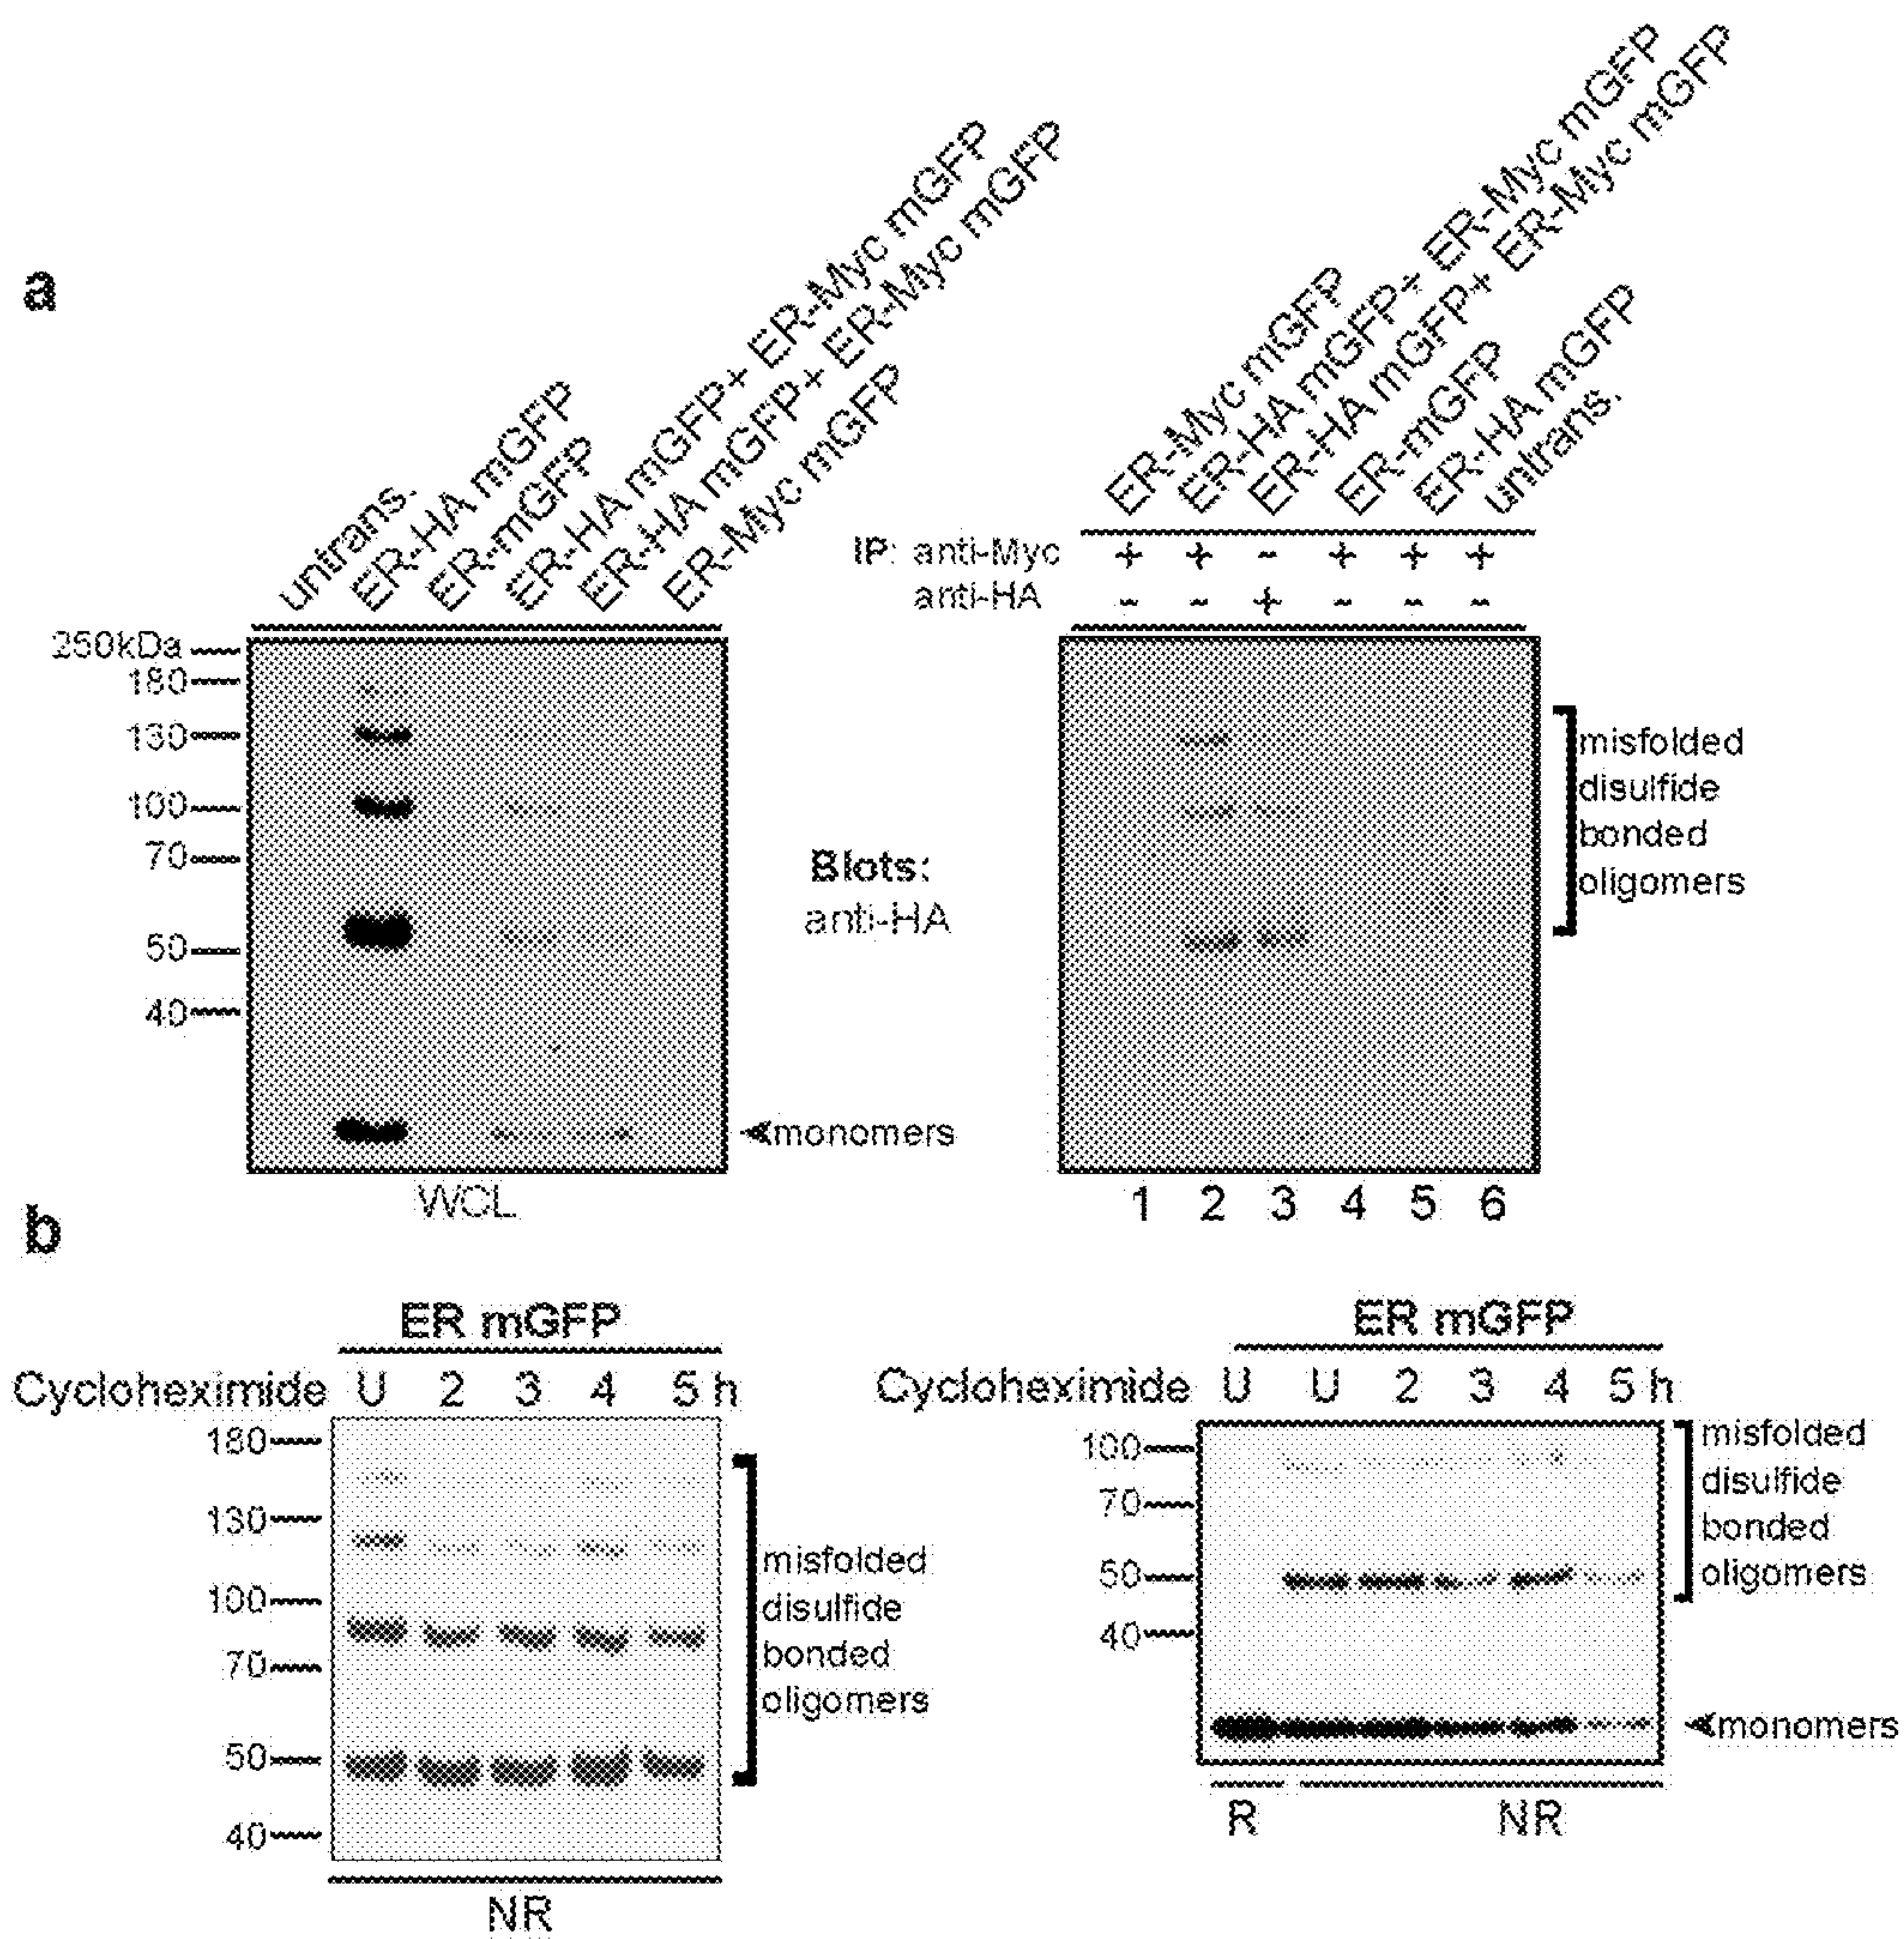 a
untrans.
ER-HA mGFP
ER-mGFP
ER-HA mGFP+ ER-Myc mGFP
ER-HA mGFP+ ER-Myc mGFP
ER-Myc mGFP
ER-Myc mGFP
ER-HA mGFP+ ER-Myc mGFP
ER-HA mGFP+ ER-Myc mGFP
ER-mGFP
ER-HA mGFP
untrans.
IP: anti-Myc + + - + + +
anti-HA - - + - - -
250kDa
180
130
100
70
50
40
Blots:
anti-HA
monomers
WCL
misfolded
disulfide
bonded
oligomers
1 2 3 4 5 6
b
ER mGFP
Cycloheximide U 2 3 4 5 h
180
130
100
70
50
40
misfolded
disulfide
bonded
oligomers
NR
ER mGFP
Cycloheximide U U 2 3 4 5 h
100
70
50
40
misfolded
disulfide
bonded
oligomers
monomers
R NR